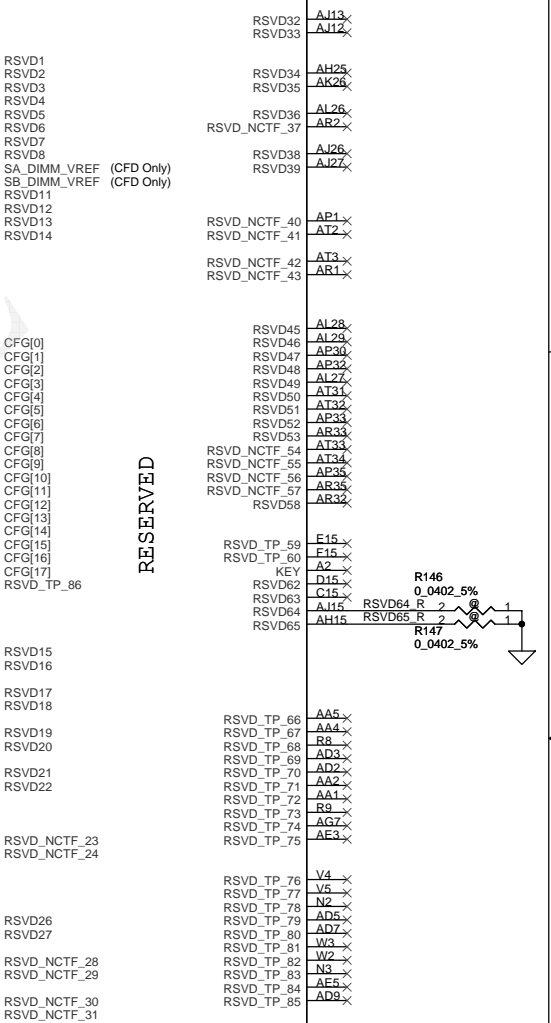 RSVD32 AJ13
RSVD33 AJ12
RSVD1
RSVD2 RSVD34 AH25
RSVD3 RSVD35 AK26
RSVD4
RSVD5 RSVD36 AL26
RSVD6 RSVD_NCTF_37 AR2
RSVD7
RSVD8 RSVD38 AJ26
SA_DIMM_VREF (CFD Only) RSVD39 AJ27
SB_DIMM_VREF (CFD Only)
RSVD11
RSVD12
RSVD13 RSVD_NCTF_40 AP1
RSVD14 RSVD_NCTF_41 AT2
RSVD_NCTF_42 AT3
RSVD_NCTF_43 AR1
RSVD45 AL28
CFG[0] RSVD46 AL29
CFG[1] RSVD47 AP30
CFG[2] RSVD48 AP32
CFG[3] RSVD49 AL27
CFG[4] RSVD50 AT31
CFG[5] RSVD51 AT32
CFG[6] RSVD52 AP33
CFG[7] RSVD53 AR33
CFG[8] RSVD_NCTF_54 AT33
CFG[9] RSVD_NCTF_55 AT34
CFG[10] RSVD_NCTF_56 AP35
CFG[11] RSVD_NCTF_57 AR35
CFG[12] RSVD58 AR32
CFG[13]
CFG[14]
CFG[15] RSVD_TP_59 E15
CFG[16] RSVD_TP_60 F15
CFG[17] KEY A2
RSVD_TP_86 RSVD62 D15
RESERVED
RSVD63 C15
R146
0_0402_5%
RSVD64 AJ15 RSVD64_R 2 @ 1
RSVD65 AH15 RSVD65_R 2 @ 1
R147
0_0402_5%
RSVD15
RSVD16
RSVD17
RSVD18
RSVD_TP_66 AA5
RSVD19 RSVD_TP_67 AA4
RSVD20 RSVD_TP_68 R8
RSVD_TP_69 AD3
RSVD21 RSVD_TP_70 AD2
RSVD22 RSVD_TP_71 AA2
RSVD_TP_72 AA1
RSVD_TP_73 R9
RSVD_TP_74 AG7
RSVD_NCTF_23 RSVD_TP_75 AE3
RSVD_NCTF_24
RSVD_TP_76 V4
RSVD_TP_77 V5
RSVD_TP_78 N2
RSVD26 RSVD_TP_79 AD5
RSVD27 RSVD_TP_80 AD7
RSVD_TP_81 W3
RSVD_NCTF_28 RSVD_TP_82 W2
RSVD_NCTF_29 RSVD_TP_83 N3
RSVD_TP_84 AE5
RSVD_NCTF_30 RSVD_TP_85 AD9
RSVD_NCTF_31